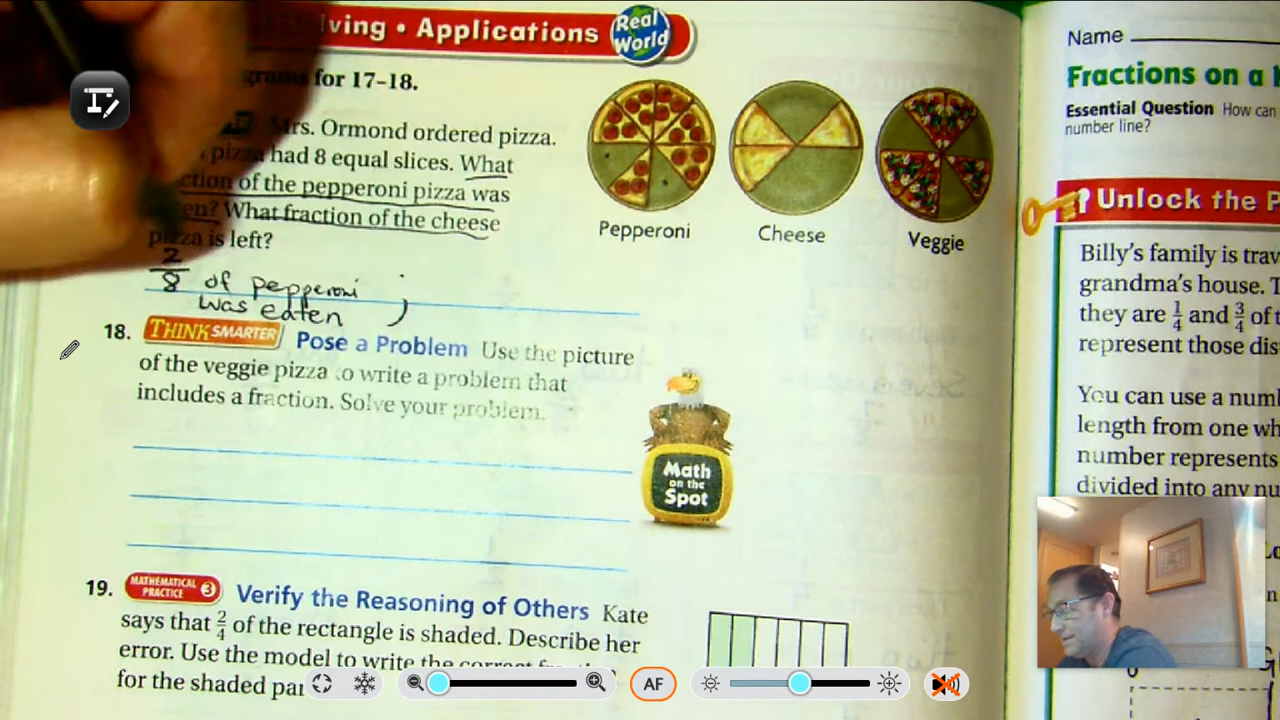 lving • Applications
Real
World
grams for 17–18.
Mrs. Ormond ordered pizza.
pizza had 8 equal slices. What
ction of the pepperoni pizza was
en? What fraction of the cheese
pizza is left?
2/8 of pepperoni
was eaten ;
Pepperoni
Cheese
Veggie
18. THINK SMARTER Pose a Problem Use the picture
of the veggie pizza to write a problem that
includes a fraction. Solve your problem.
Math
on the
Spot
19. MATHEMATICAL PRACTICE 3 Verify the Reasoning of Others Kate
says that 2/4 of the rectangle is shaded. Describe her
error. Use the model to write the correct
for the shaded par
AF
Name
Fractions on a
Essential Question How can
number line?
Unlock the P
Billy's family is trav
grandma's house. T
they are 1/4 and 3/4 of t
represent those dis
You can use a numb
length from one wh
number represents
divided into any nu